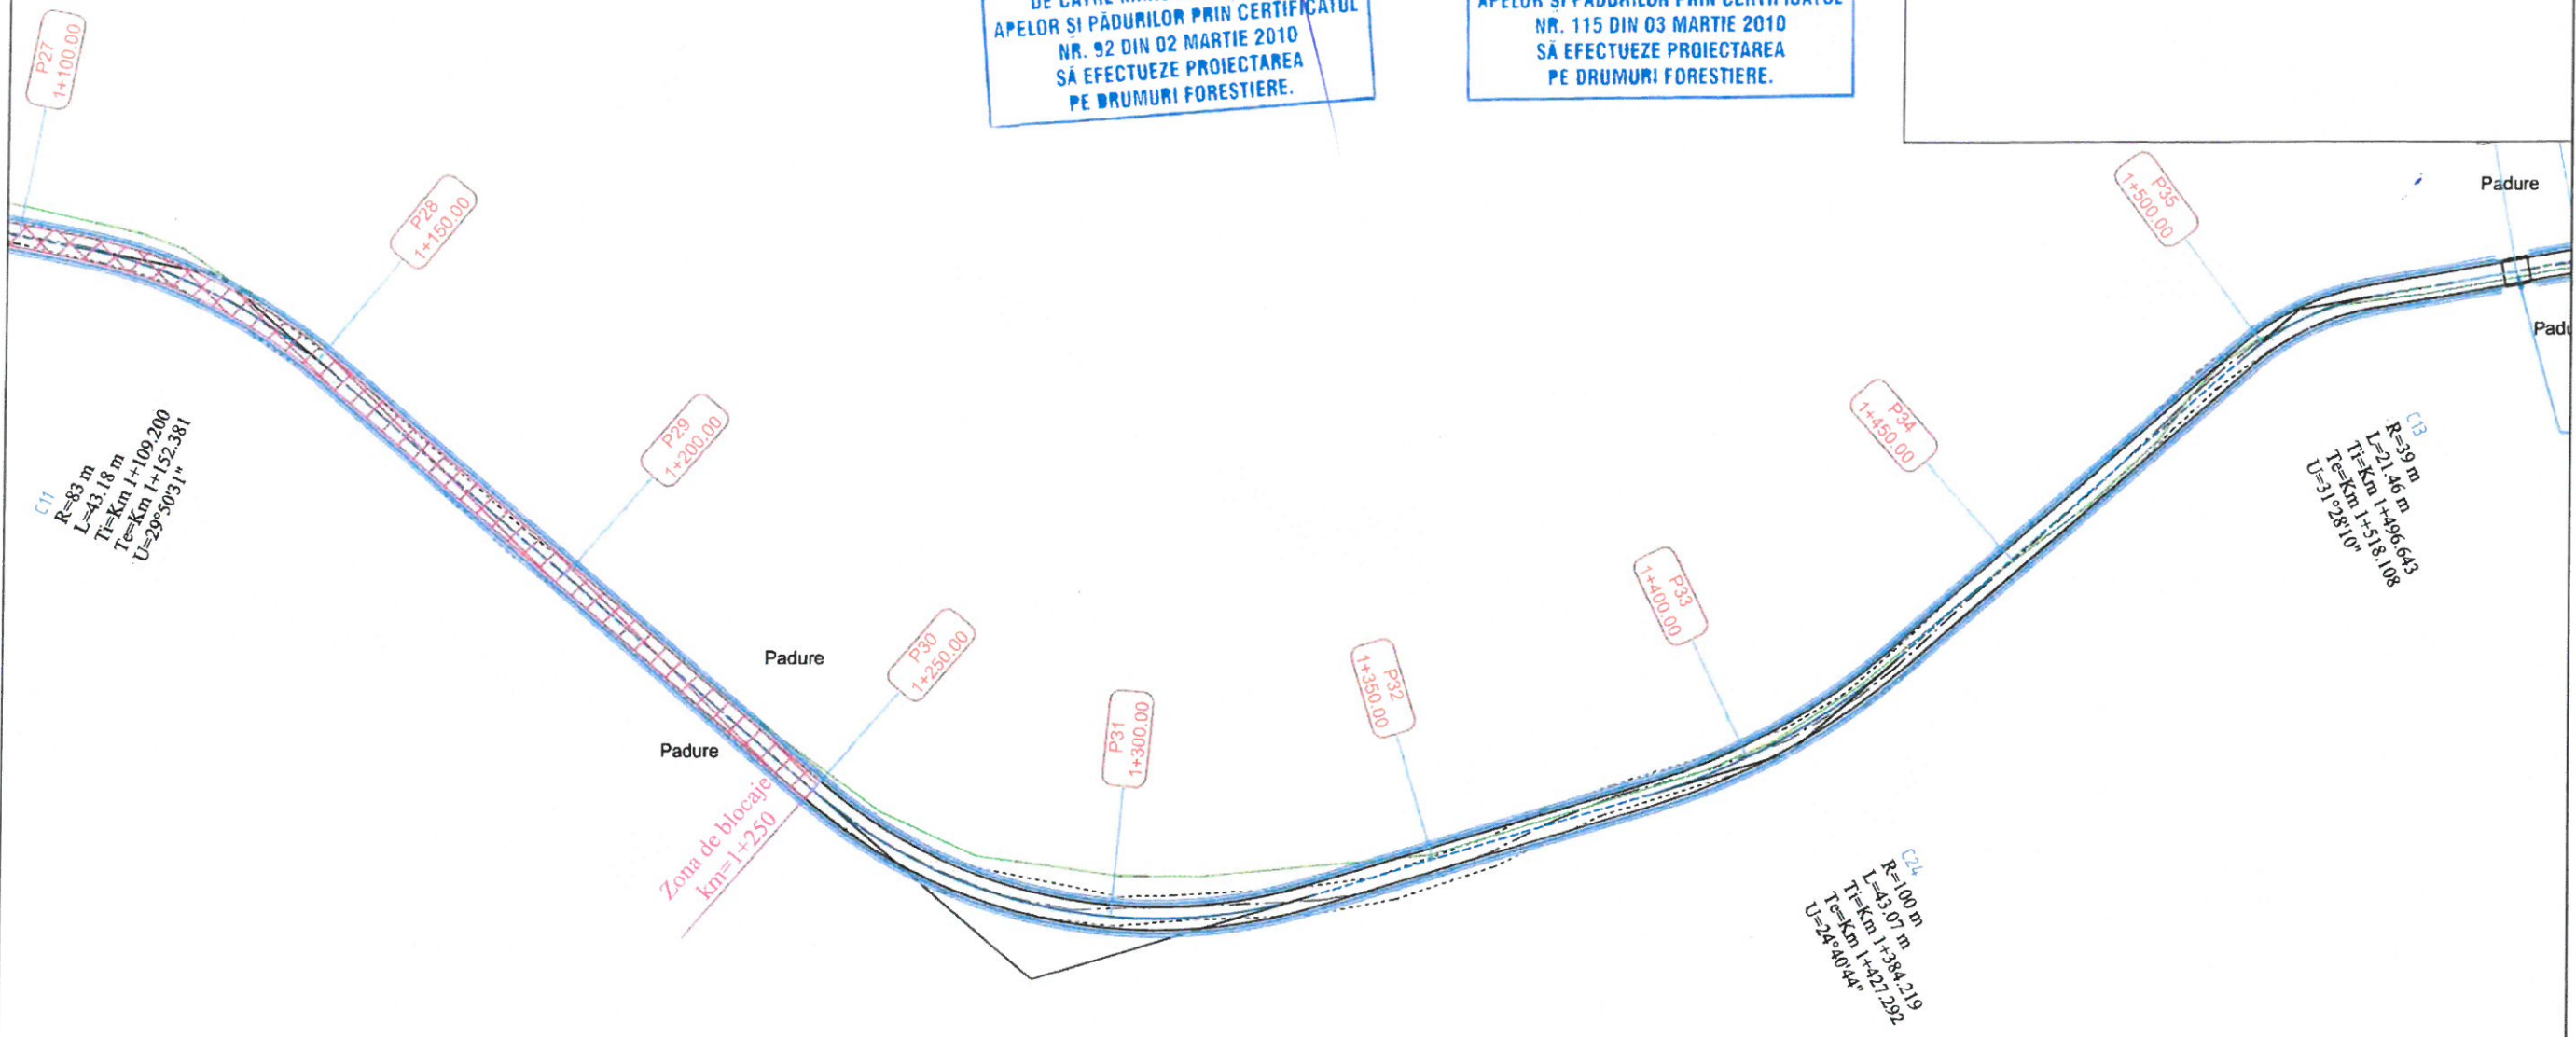 APELOR SI PĂDURILOR PRIN CERTIFICATUL
NR. 92 DIN 02 MARTIE 2010
SĂ EFECTUEZE PROIECTAREA
PE DRUMURI FORESTIERE.
APELOR ȘI PĂDURILOR PRIN CERTIFICATUL
NR. 115 DIN 03 MARTIE 2010
SĂ EFECTUEZE PROIECTAREA
PE DRUMURI FORESTIERE.
P27
1+100.00
P28
1+150.00
P29
1+200.00
P30
1+250.00
P31
1+300.00
P32
1+350.00
P33
1+400.00
P34
1+450.00
P35
1+500.00
Padure
Padu
Padure
Padure
Zona de blocaje
km=1+250
C11
R=83 m
L=43.18 m
Ti=Km 1+109.200
Te=Km 1+152.381
U=29°50'31"
C24
R=100 m
L=43.07 m
Ti=Km 1+384.219
Te=Km 1+427.292
U=24°40'44"
C13
R=39 m
L=21.46 m
Ti=Km 1+496.643
Te=Km 1+518.108
U=31°28'10"